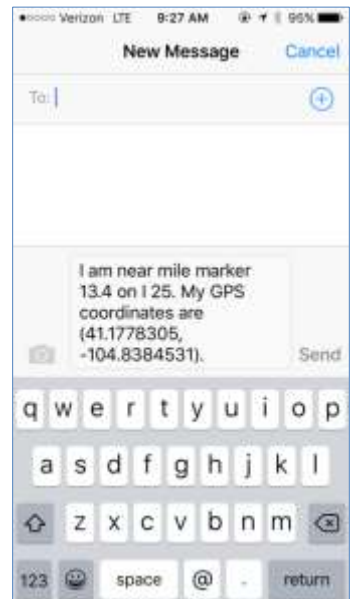 Verizon LTE 9:27 AM 95%
New Message Cancel
To:
I am near mile marker
13.4 on I 25. My GPS
coordinates are
(41.1778305,
-104.8384531).
Send
q w e r t y u i o p
a s d f g h j k l
z x c v b n m
123 space @ . return